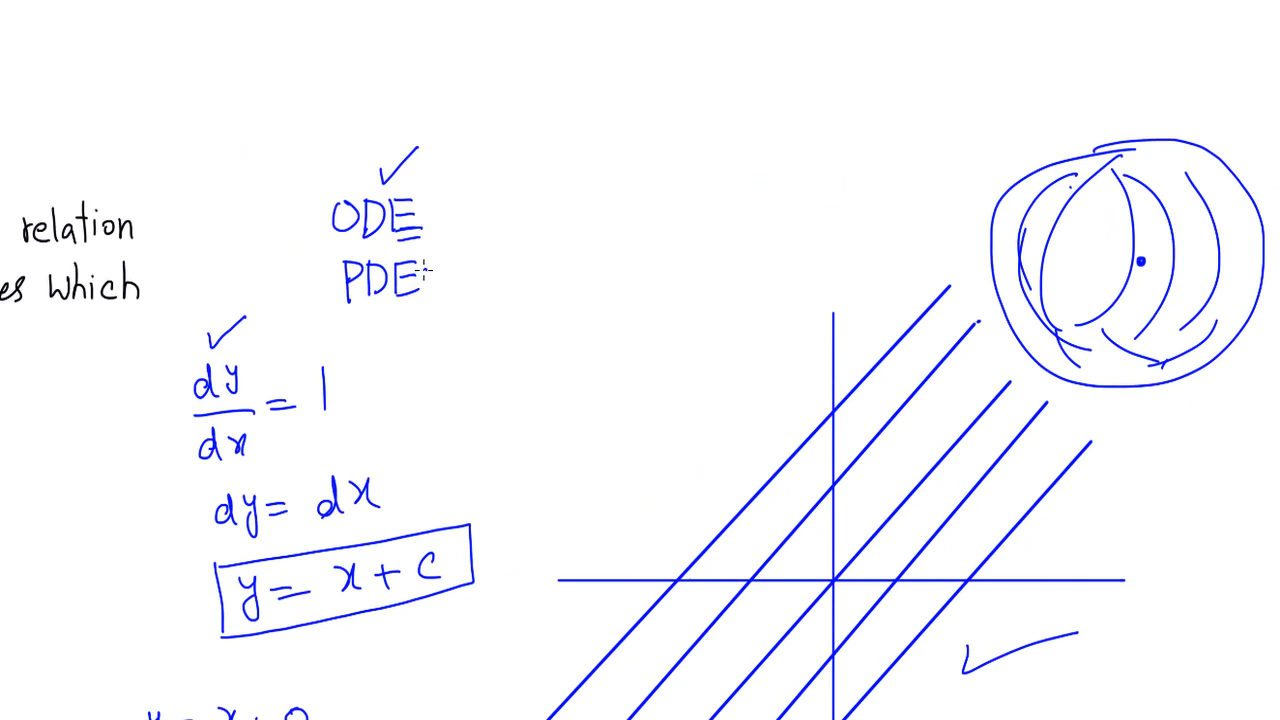 relation
es which
ODE
PDE
dy/dx = 1
dy = dx
y = x + c